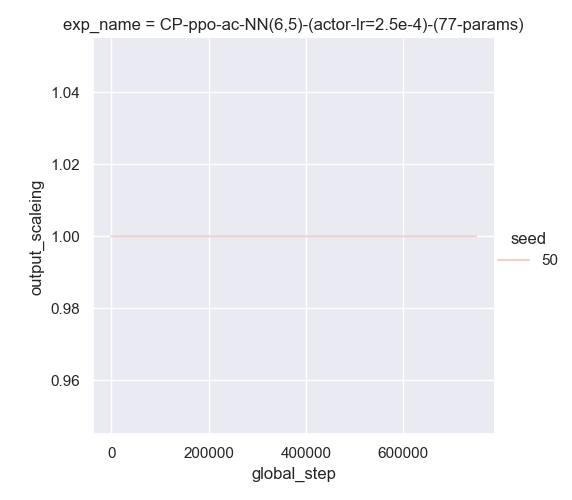 exp_name = CP-ppo-ac-NN(6,5)-(actor-lr=2.5e-4)-(77-params)
1.04
1.02
1.00
0.98
0.96
output_scaleing
0
200000
400000
600000
global_step
seed
50